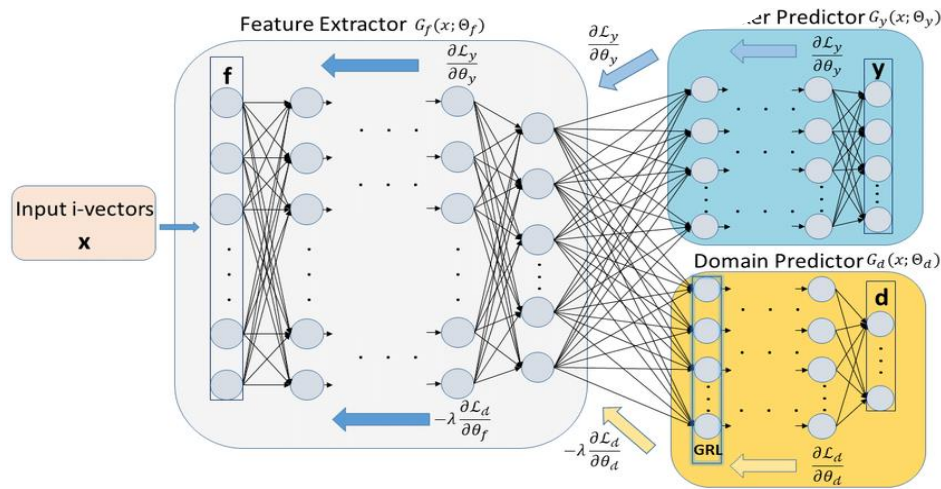 Feature Extractor G_f(x; Θ_f)
Predictor G_y(x; Θ_y)
∂ℒ_y/∂θ_y
∂ℒ_y/∂θ_y
∂ℒ_y/∂θ_y
f
y
Input i-vectors
x
Domain Predictor G_d(x; Θ_d)
d
−λ ∂ℒ_d/∂θ_f
−λ ∂ℒ_d/∂θ_d
GRL
∂ℒ_d/∂θ_d